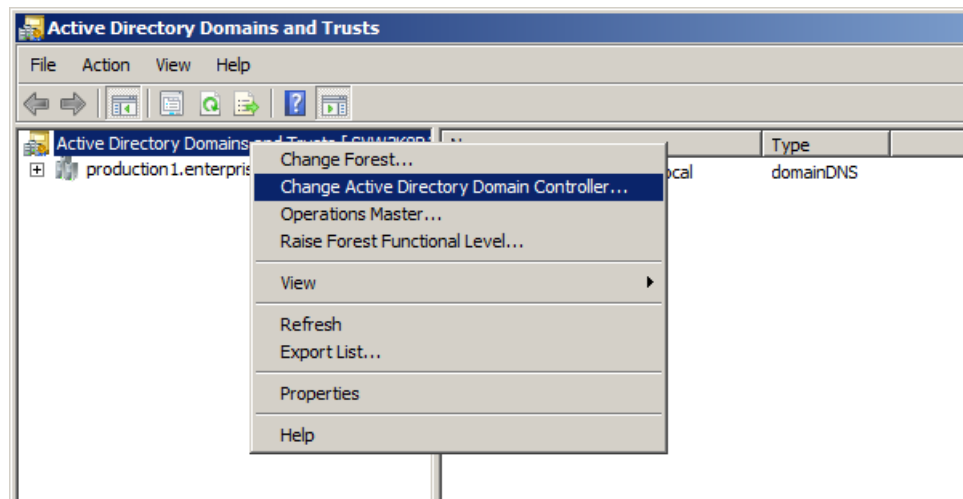 Active Directory Domains and Trusts
File Action View Help
Active Directory Domains and Trusts [
Type
production1.enterpris
ocal
domainDNS
Change Forest...
Change Active Directory Domain Controller...
Operations Master...
Raise Forest Functional Level...
View
Refresh
Export List...
Properties
Help